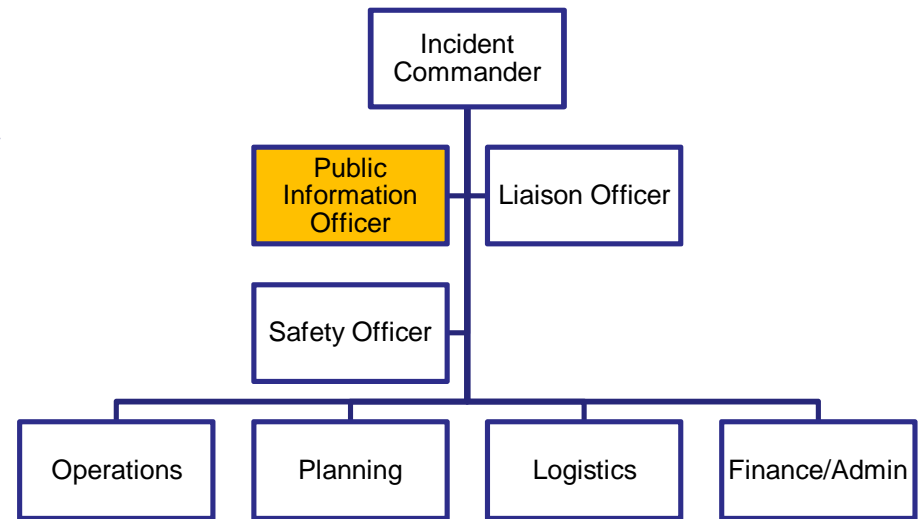 Incident
Commander
Public
Information
Officer
Liaison Officer
Safety Officer
Operations
Planning
Logistics
Finance/Admin